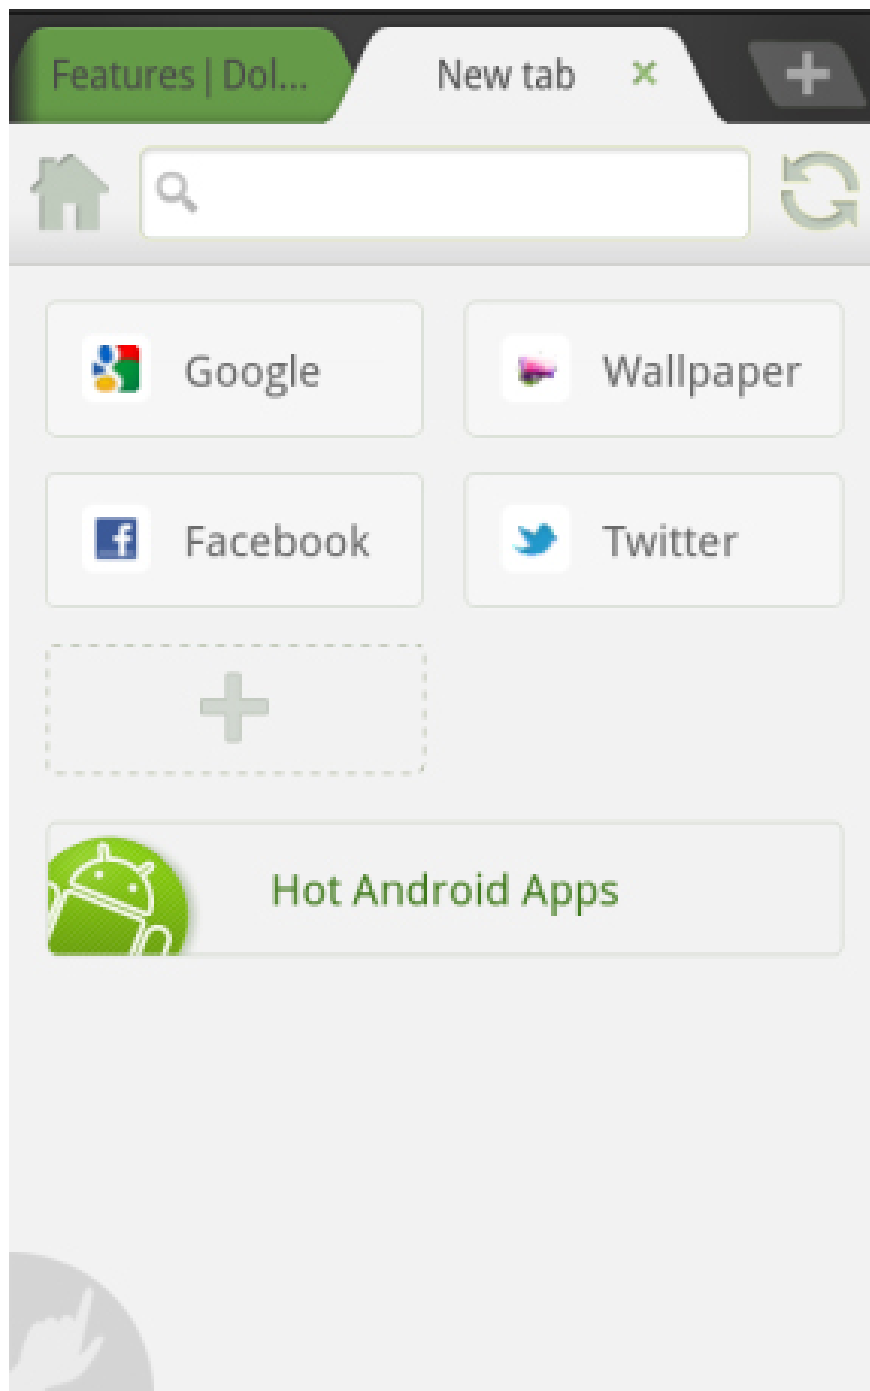 Features | Dol... New tab
Google Wallpaper
Facebook Twitter
Hot Android Apps